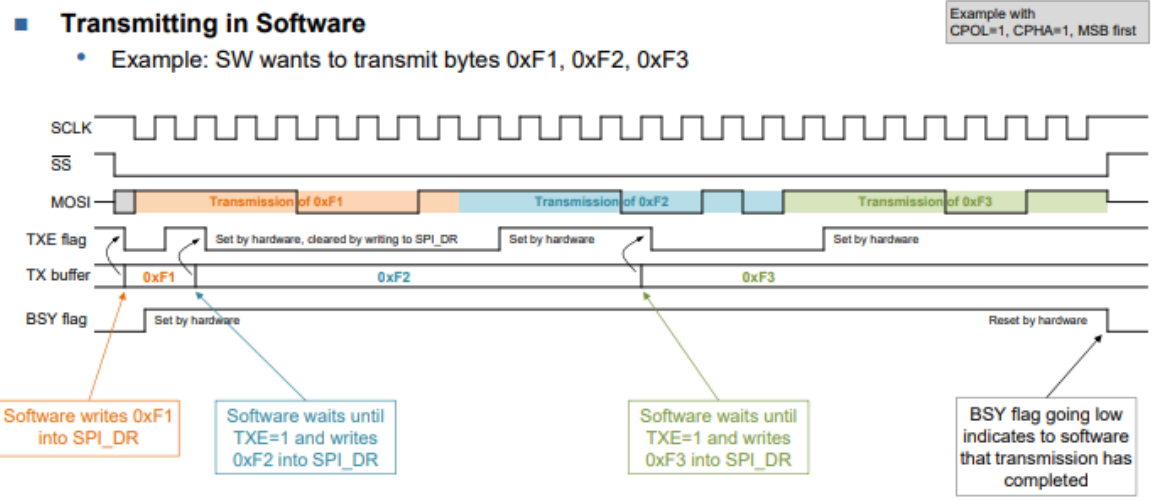 Transmitting in Software
Example with
CPOL=1, CPHA=1, MSB first
Example: SW wants to transmit bytes 0xF1, 0xF2, 0xF3
SCLK
SS
MOSI
Transmission of 0xF1
Transmission of 0xF2
Transmission of 0xF3
TXE flag
Set by hardware, cleared by writing to SPI_DR
Set by hardware
Set by hardware
TX buffer
0xF1
0xF2
0xF3
BSY flag
Set by hardware
Reset by hardware
Software writes 0xF1
into SPI_DR
Software waits until
TXE=1 and writes
0xF2 into SPI_DR
Software waits until
TXE=1 and writes
0xF3 into SPI_DR
BSY flag going low
indicates to software
that transmission has
completed